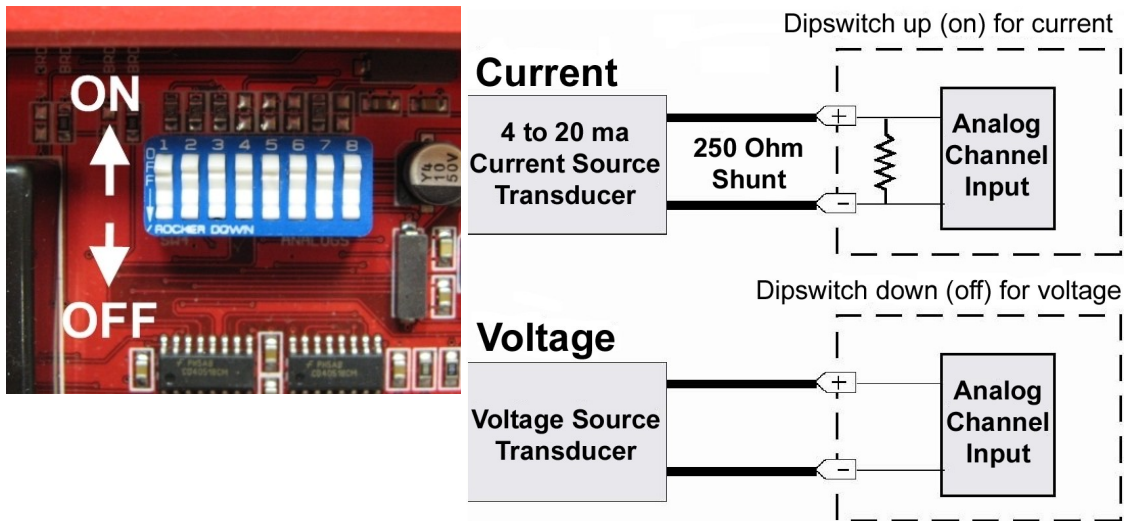 ON
OFF
1 2 3 4 5 6 7 8
OFF
ROCKER DOWN
ANALOGS
Y4
10
50V
Dipswitch up (on) for current
Current
4 to 20 ma
Current Source
Transducer
250 Ohm
Shunt
+
-
Analog
Channel
Input
Dipswitch down (off) for voltage
Voltage
Voltage Source
Transducer
+
-
Analog
Channel
Input